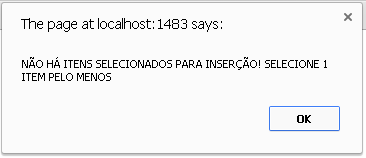 The page at localhost:1483 says:
NÃO HÁ ITENS SELECIONADOS PARA INSERÇÃO! SELECIONE 1
ITEM PELO MENOS
OK